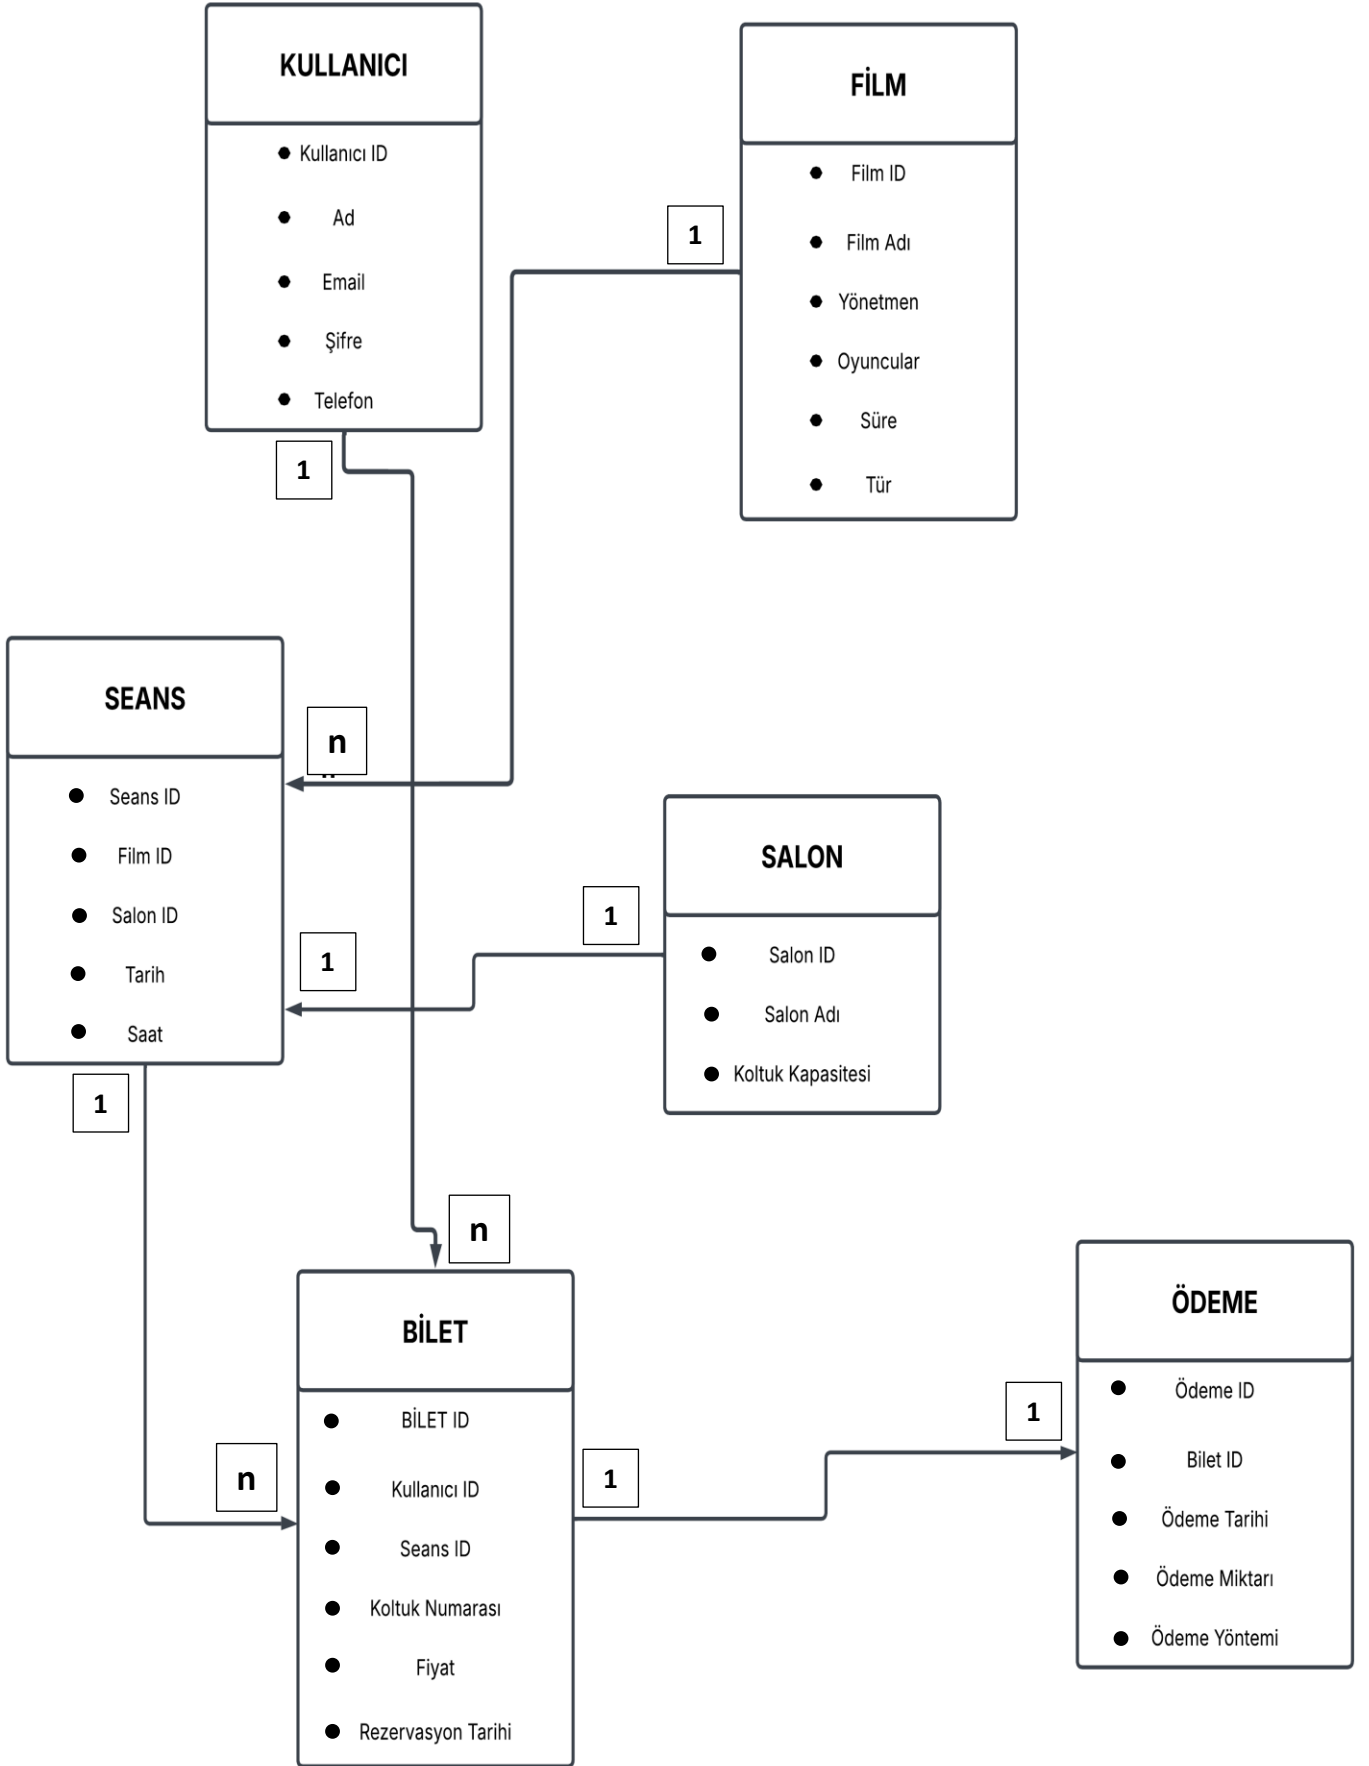 KULLANICI
Kullanıcı ID
Ad
Email
Şifre
Telefon
1
FİLM
Film ID
Film Adı
Yönetmen
Oyuncular
Süre
Tür
1
SEANS
Seans ID
Film ID
Salon ID
Tarih
Saat
n
1
1
SALON
Salon ID
Salon Adı
Koltuk Kapasitesi
1
n
n
BİLET
BİLET ID
Kullanıcı ID
Seans ID
Koltuk Numarası
Fiyat
Rezervasyon Tarihi
1
1
ÖDEME
Ödeme ID
Bilet ID
Ödeme Tarihi
Ödeme Miktarı
Ödeme Yöntemi